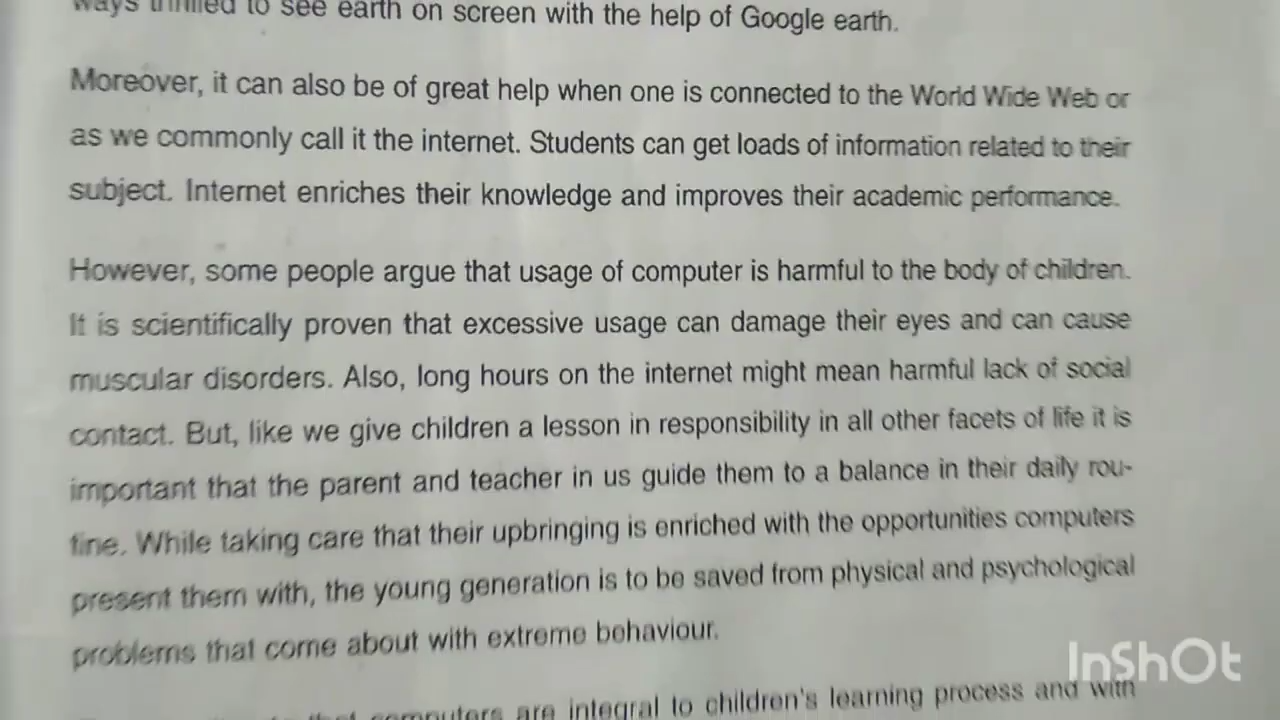 ways thrilled to see earth on screen with the help of Google earth.
Moreover, it can also be of great help when one is connected to the World Wide Web or
as we commonly call it the internet. Students can get loads of information related to their
subject. Internet enriches their knowledge and improves their academic performance.
However, some people argue that usage of computer is harmful to the body of children.
It is scientifically proven that excessive usage can damage their eyes and can cause
muscular disorders. Also, long hours on the internet might mean harmful lack of social
contact. But, like we give children a lesson in responsibility in all other facets of life it is
important that the parent and teacher in us guide them to a balance in their daily rou-
tine. While taking care that their upbringing is enriched with the opportunities computers
present them with, the young generation is to be saved from physical and psychological
problems that come about with extreme behaviour.
that computers are integral to children's learning process and with
InShOt